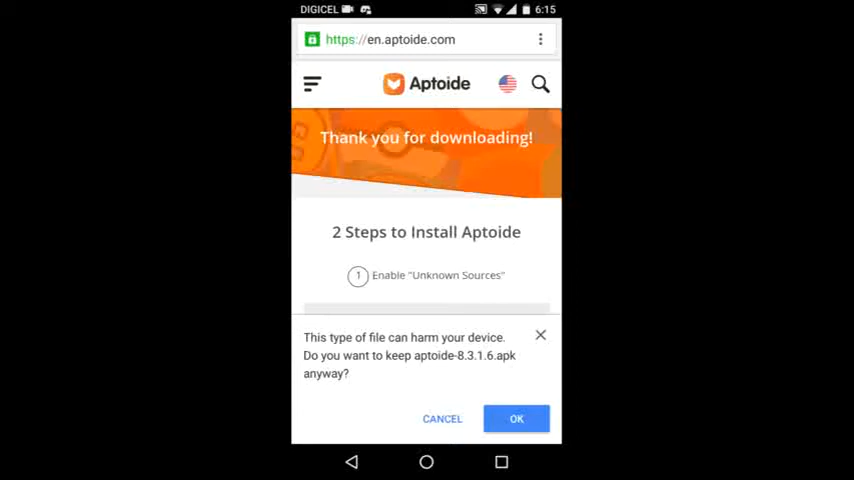 DIGICEL
6:15
https://en.aptoide.com
Aptoide
Thank you for downloading!
2 Steps to Install Aptoide
1 Enable "Unknown Sources"
This type of file can harm your device.
Do you want to keep aptoide-8.3.1.6.apk
anyway?
CANCEL
OK